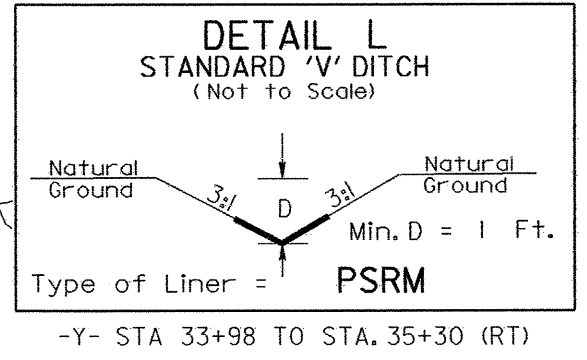 DETAIL L
STANDARD 'V' DITCH
(Not to Scale)
Natural
Ground
3:1
D
3:1
Natural
Ground
Min. D = 1 Ft.
Type of Liner = PSRM
-Y- STA 33+98 TO STA. 35+30 (RT)